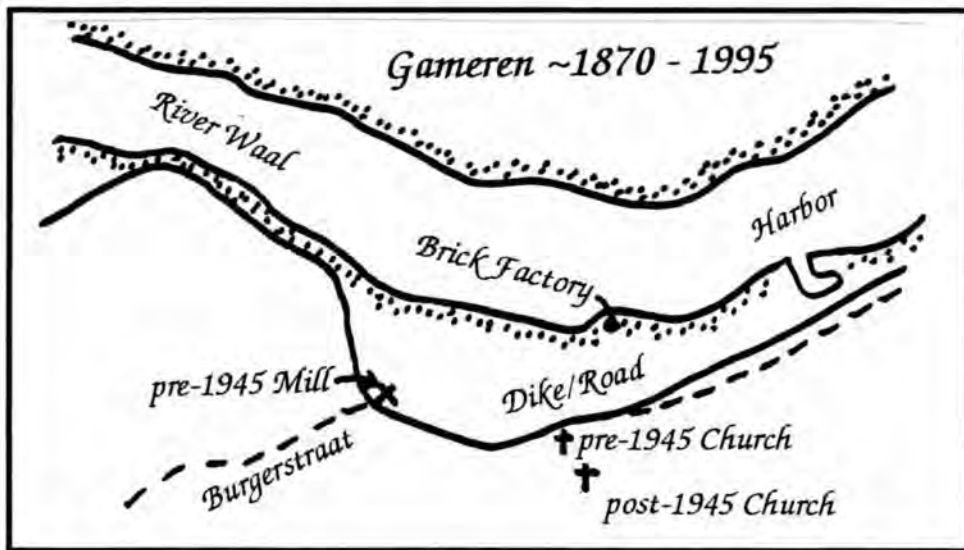 Gameren ~1870 - 1995
River Waal
Harbor
Brick Factory
Dike/Road
pre-1945 Mill
Burgerstraat
pre-1945 Church
post-1945 Church